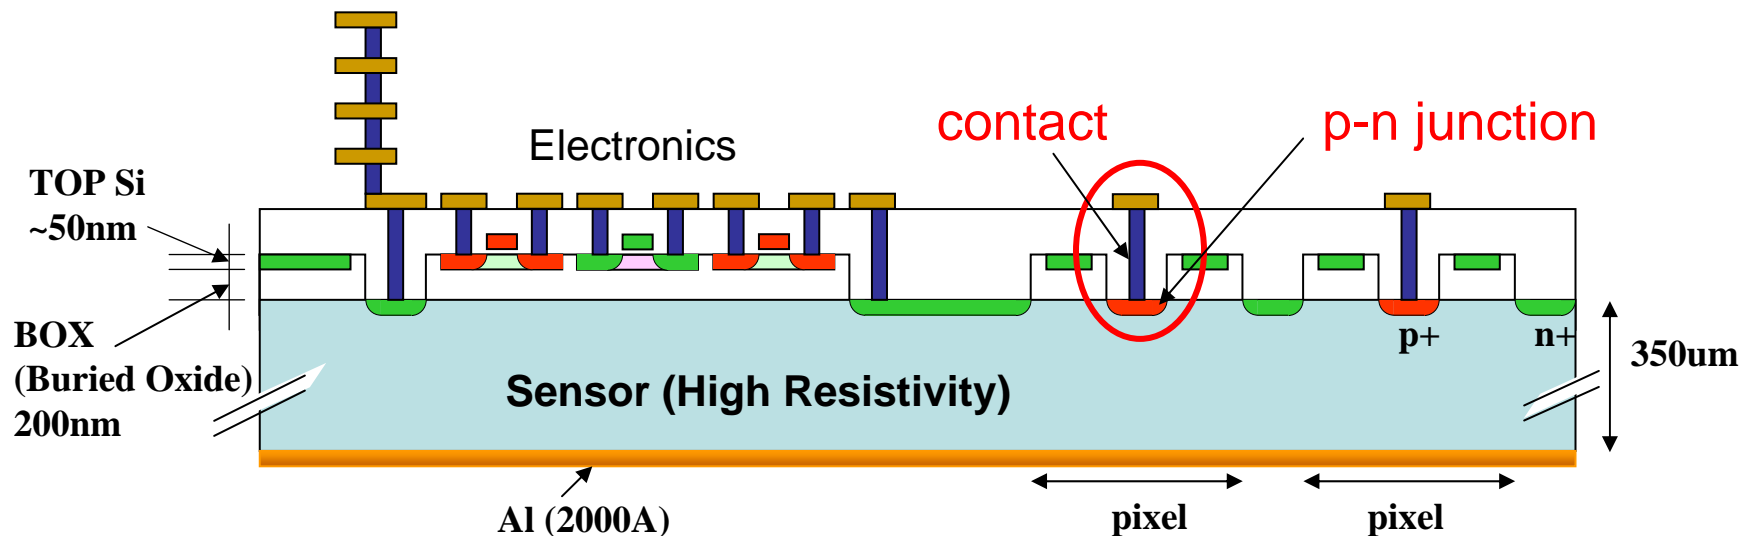 Electronics
contact
p-n junction
TOP Si
~50nm
BOX
(Buried Oxide)
200nm
p+
n+
350um
Sensor (High Resistivity)
Al (2000A)
pixel
pixel